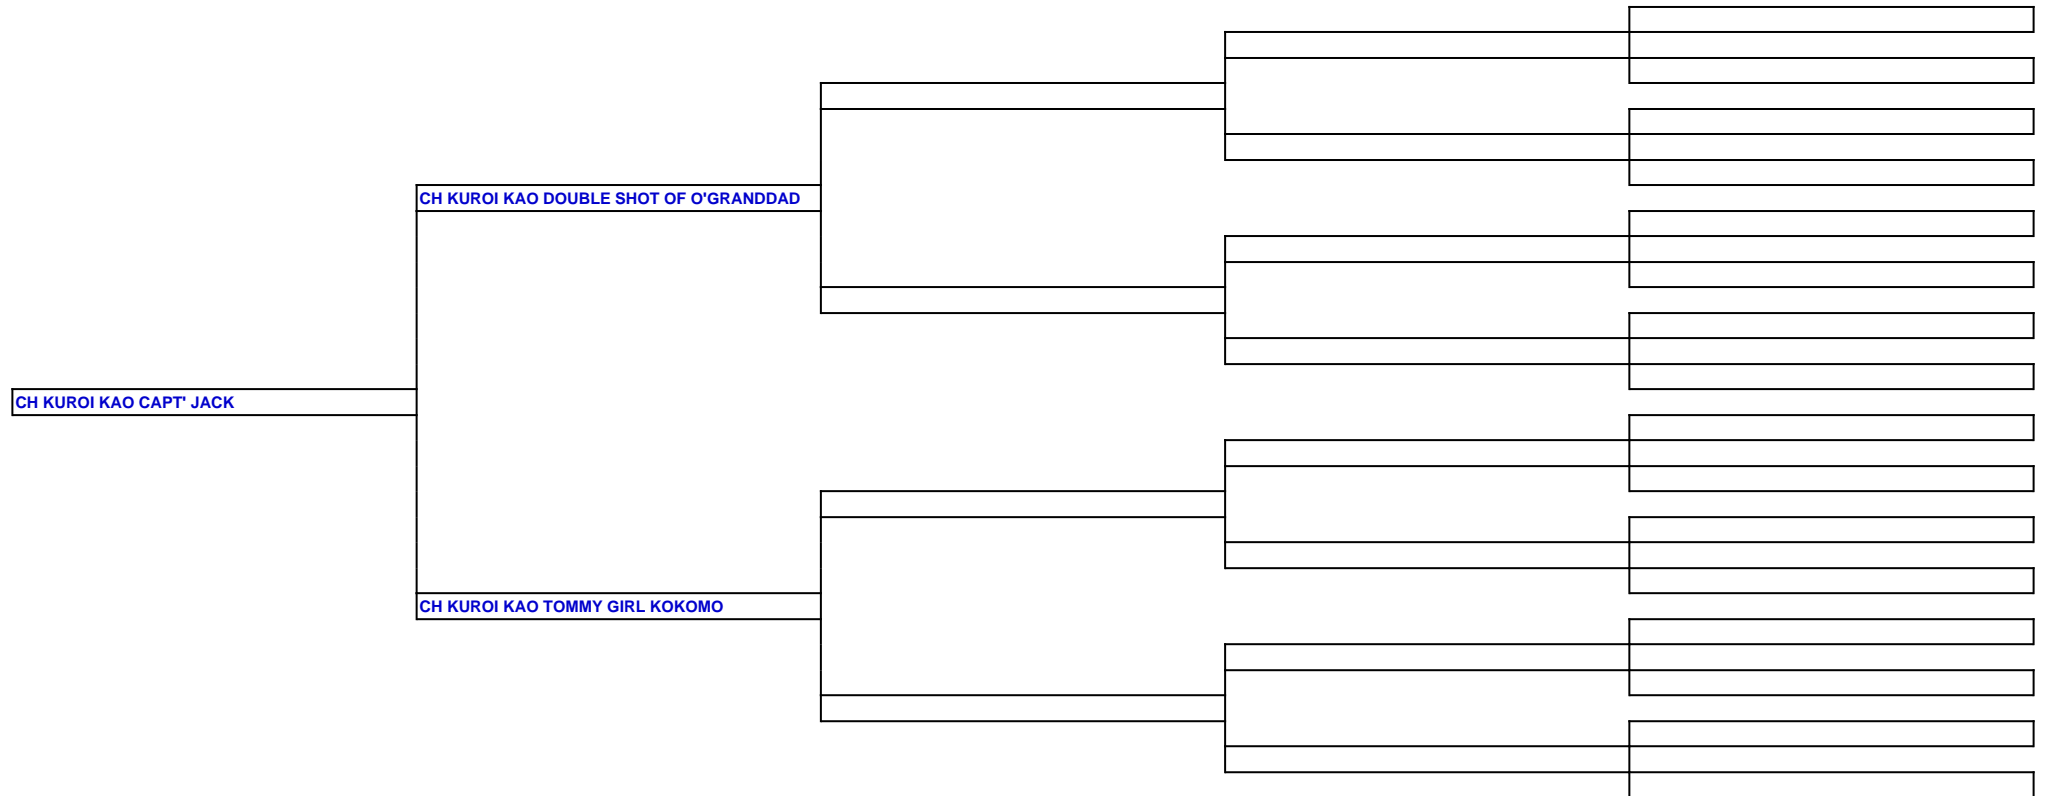 CH KUROI KAO DOUBLE SHOT OF O'GRANDDAD
CH KUROI KAO CAPT' JACK
CH KUROI KAO TOMMY GIRL KOKOMO